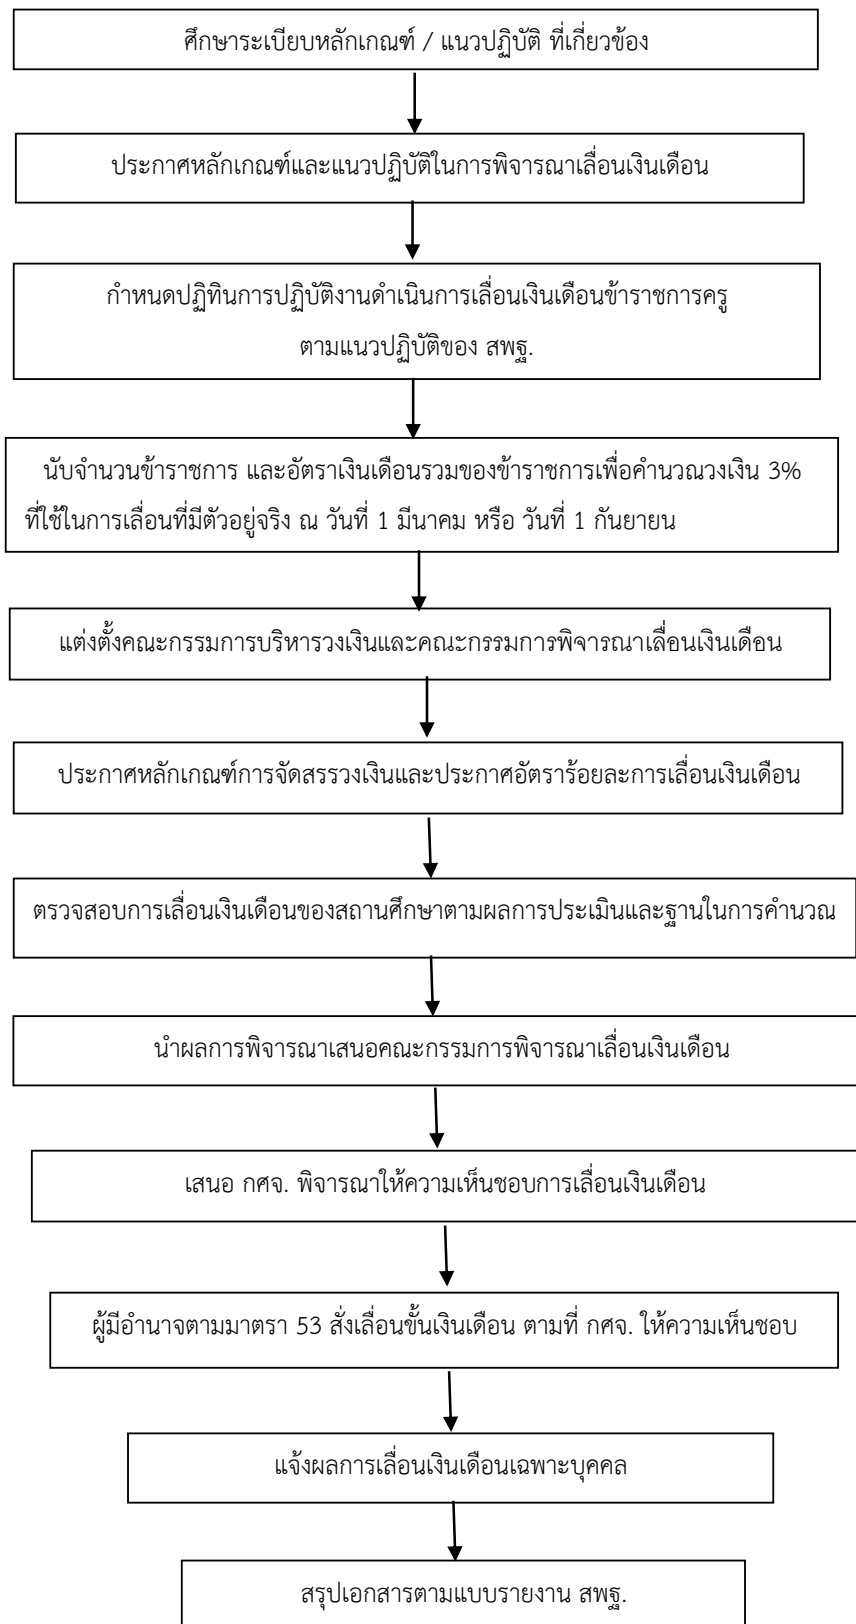 ศึกษาระเบียบหลักเกณฑ์ / แนวปฏิบัติ ที่เกี่ยวข้อง
ประกาศหลักเกณฑ์และแนวปฏิบัติในการพิจารณาเลื่อนเงินเดือน
กำหนดปฏิทินการปฏิบัติงานดำเนินการเลื่อนเงินเดือนข้าราชการครู
ตามแนวปฏิบัติของ สพฐ.
นับจำนวนข้าราชการ และอัตราเงินเดือนรวมของข้าราชการเพื่อคำนวณวงเงิน 3%
ที่ใช้ในการเลื่อนที่มีตัวอยู่จริง ณ วันที่ 1 มีนาคม หรือ วันที่ 1 กันยายน
แต่งตั้งคณะกรรมการบริหารวงเงินและคณะกรรมการพิจารณาเลื่อนเงินเดือน
ประกาศหลักเกณฑ์การจัดสรรวงเงินและประกาศอัตราร้อยละการเลื่อนเงินเดือน
ตรวจสอบการเลื่อนเงินเดือนของสถานศึกษาตามผลการประเมินและฐานในการคำนวณ
นำผลการพิจารณาเสนอคณะกรรมการพิจารณาเลื่อนเงินเดือน
เสนอ กศจ. พิจารณาให้ความเห็นชอบการเลื่อนเงินเดือน
ผู้มีอำนาจตามมาตรา 53 สั่งเลื่อนขั้นเงินเดือน ตามที่ กศจ. ให้ความเห็นชอบ
แจ้งผลการเลื่อนเงินเดือนเฉพาะบุคคล
สรุปเอกสารตามแบบรายงาน สพฐ.